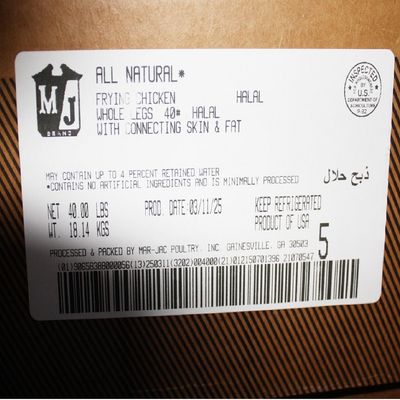 MJ
BRAND
ALL NATURAL*
FRYING CHICKEN HALAL
WHOLE LEGS 40# HALAL
WITH CONNECTING SKIN & FAT
INSPECTED
U.S.
DEPARTMENT OF
AGRICULTURE
MAY CONTAIN UP TO 4 PERCENT RETAINED WATER
*CONTAINS NO ARTIFICIAL INGREDIENTS AND IS MINIMALLY PROCESSED
ذبح حلال
NET 40.00 LBS PROD. DATE:03/11/25 KEEP REFRIGERATED
WT. 18.14 KGS PRODUCT OF USA
5
PROCESSED & PACKED BY MAR-JAC POULTRY, INC GAINESVILLE, GA 30503